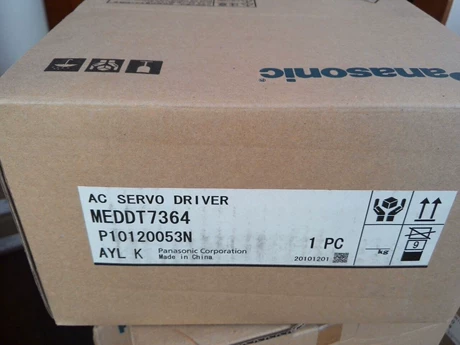 Panasonic
AC SERVO DRIVER
MEDDT7364
P10120053N
1 PC
AYL K
Panasonic Corporation
Made in China
20101201
kg
9